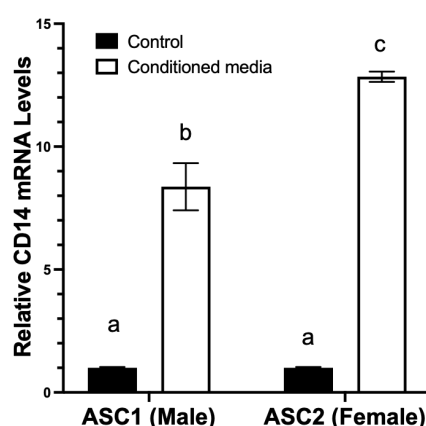 Relative CD14 mRNA Levels
15
10
5
0
Control
Conditioned media
a
b
a
c
ASC1 (Male)
ASC2 (Female)